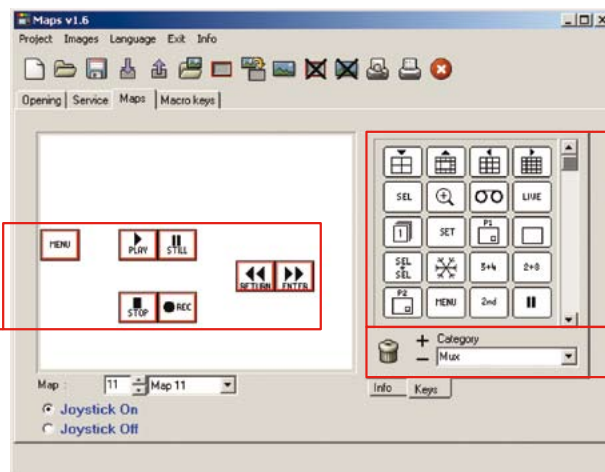 Maps v1.6
Project Images Language Exit Info
Opening Service Maps Macro keys
SEL LIVE
1 SET P1
MENU PLAY STILL
SEL + SEL 3+4 2+3
RETURN ENTER
P2 MENU 2nd
STOP REC
+ Category
- Mux
Map : 11 Map 11
Info Keys
Joystick On
Joystick Off